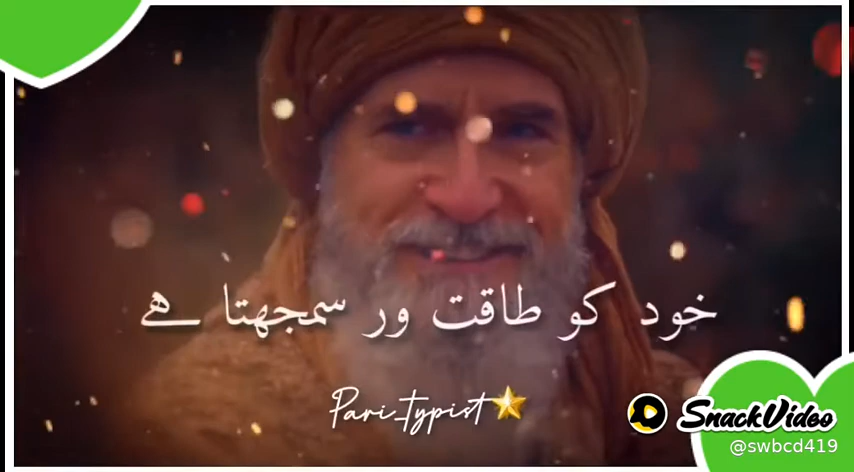 خود کو طاقت ور سمجھتا ہے
Pari_typist
SnackVideo
@swbcd419